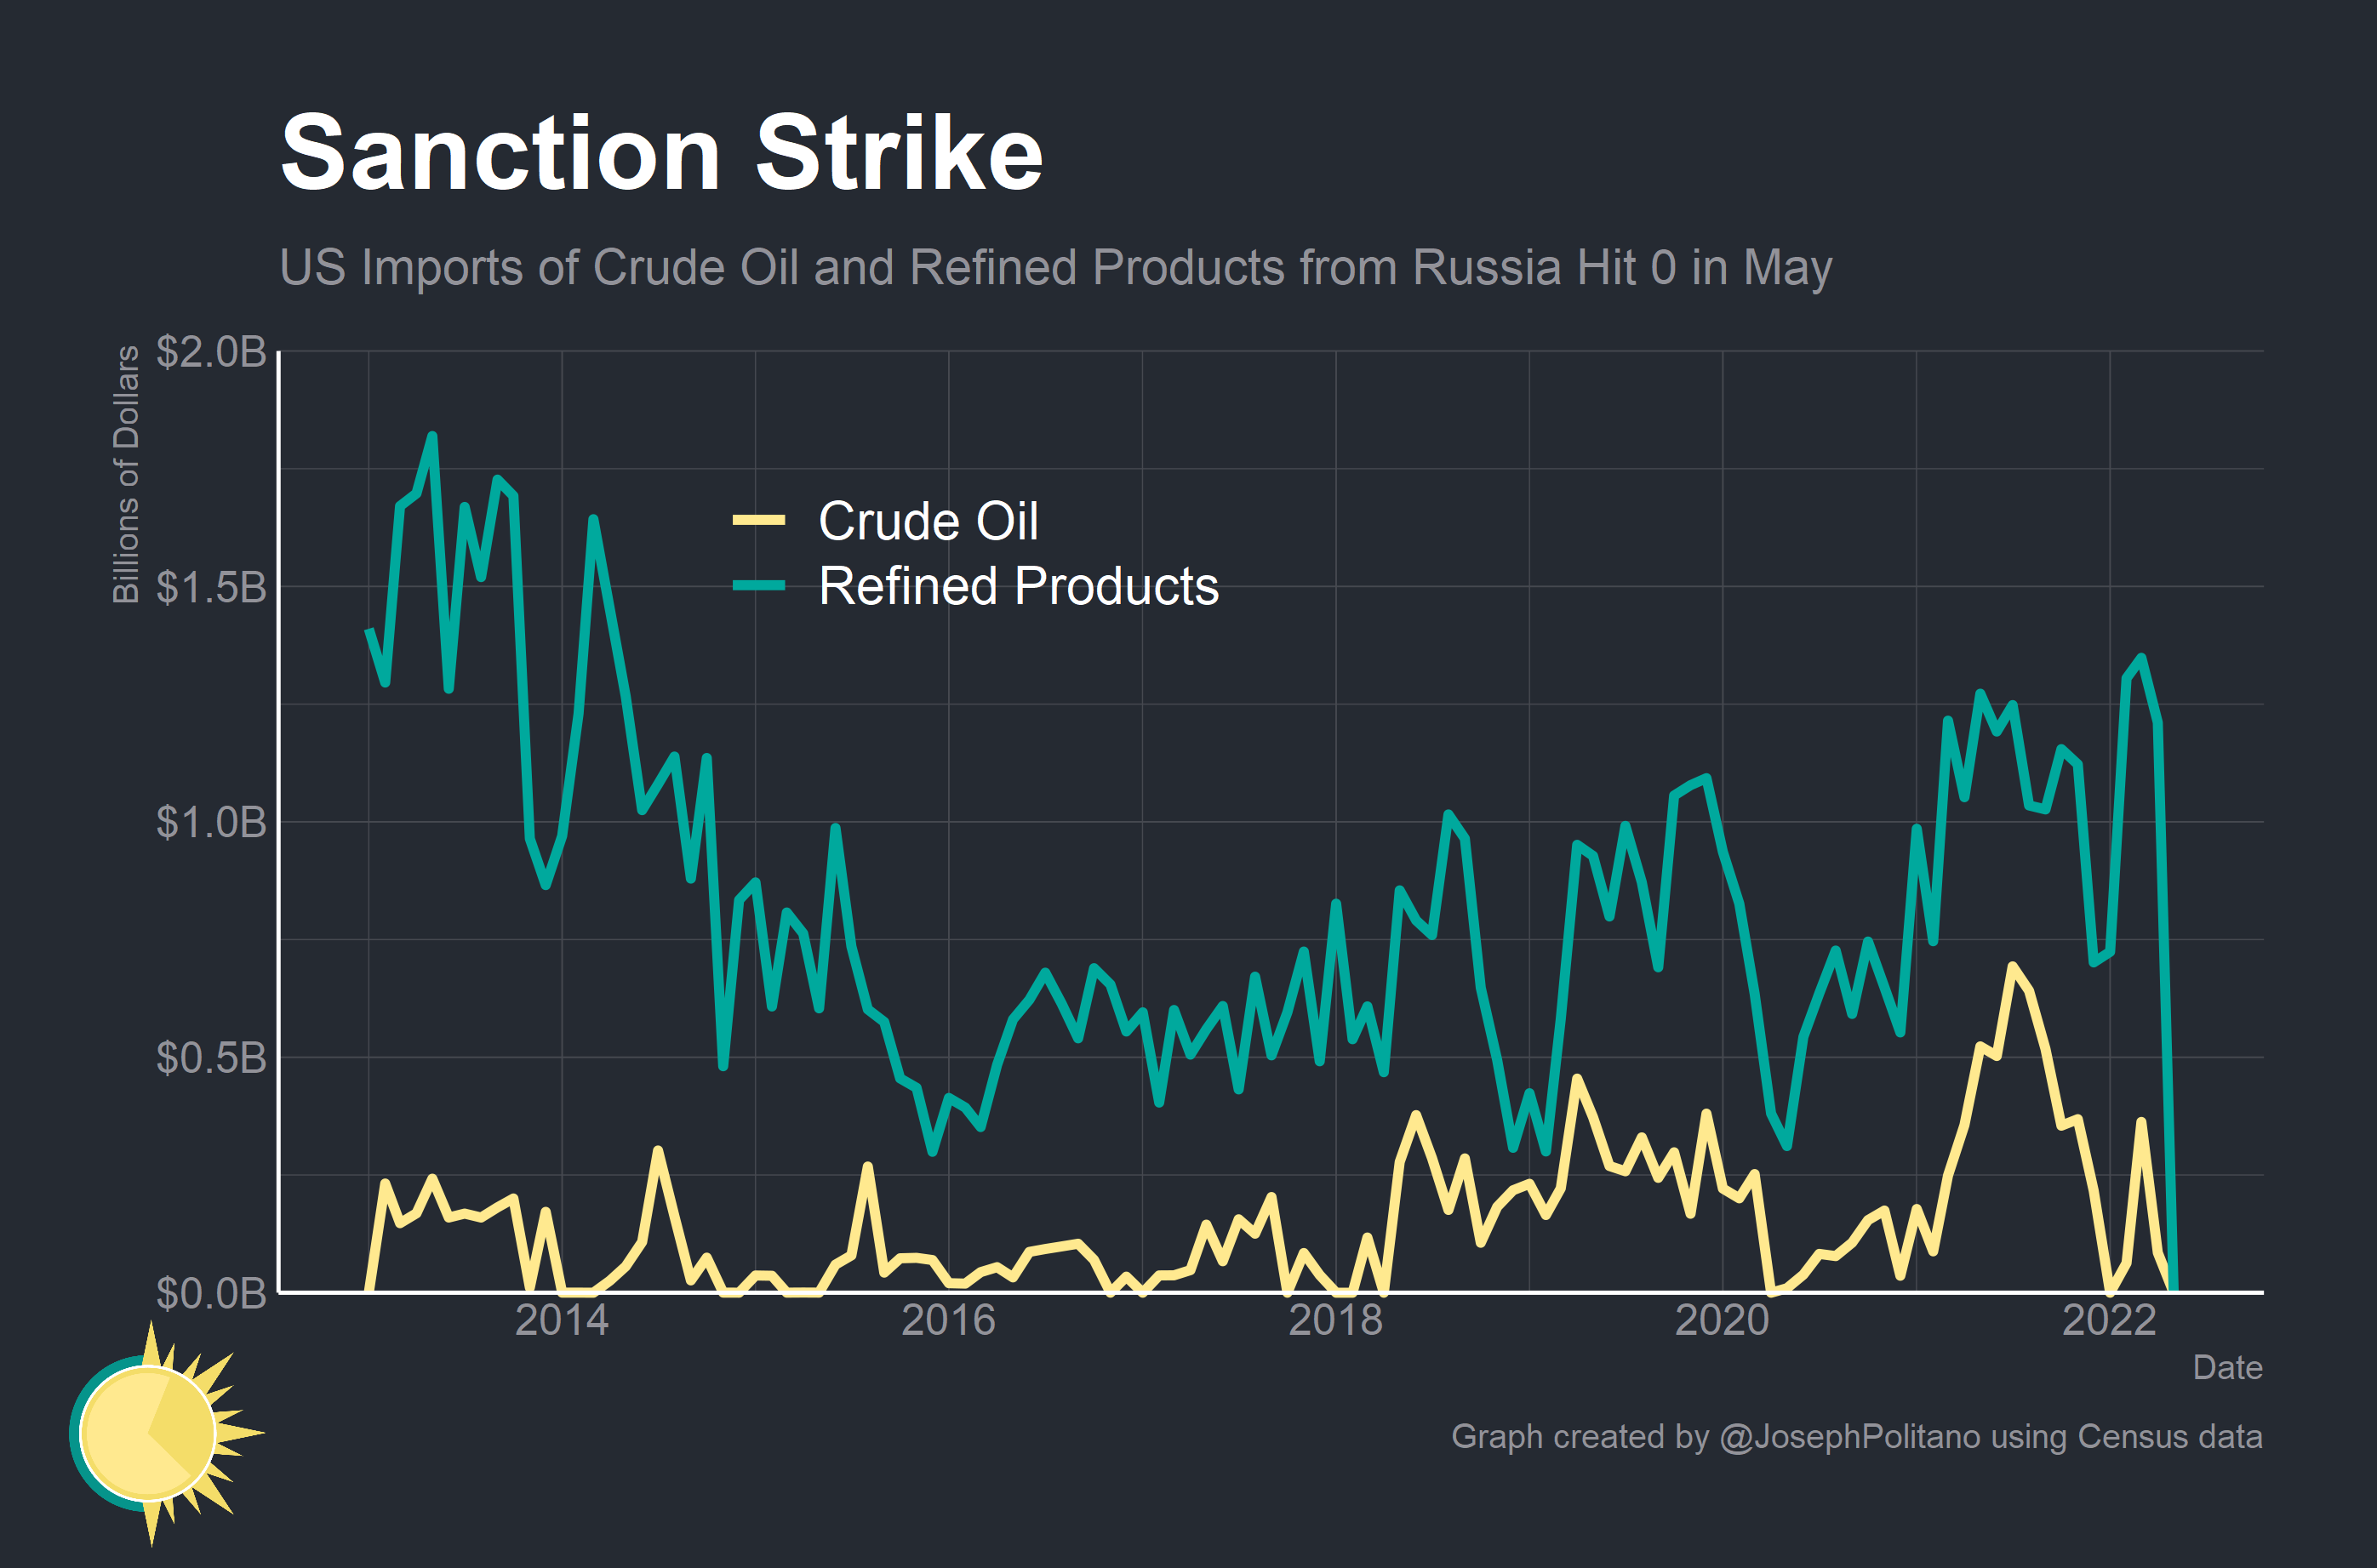 Sanction Strike
US Imports of Crude Oil and Refined Products from Russia Hit 0 in May
Billions of Dollars
$2.0B
$1.5B
$1.0B
$0.5B
$0.0B
Crude Oil
Refined Products
2014 2016 2018 2020 2022
Date
Graph created by @JosephPolitano using Census data